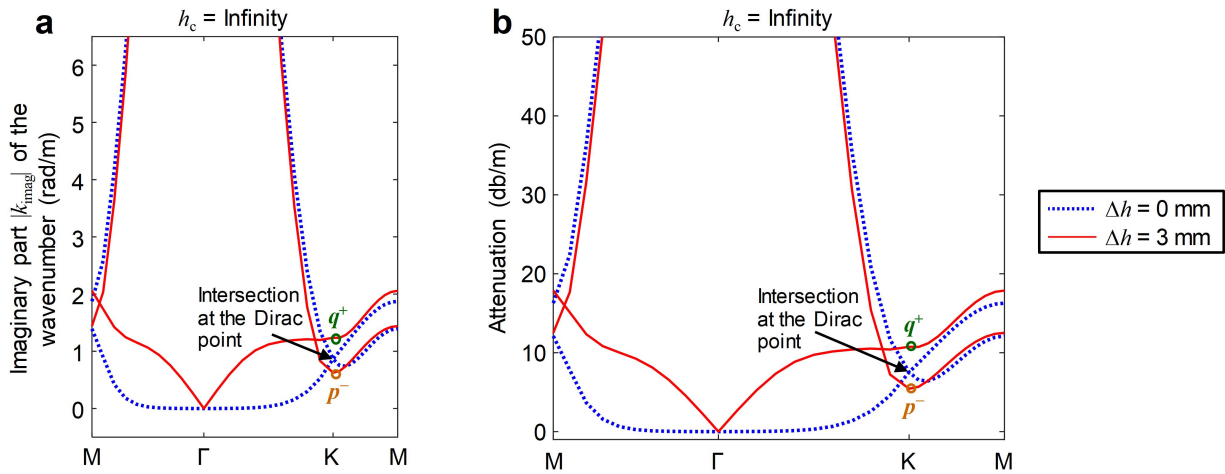 a
h_c = Infinity
Imaginary part |k_imag| of the
wavenumber (rad/m)
6
5
4
3
2
1
0
Intersection
at the Dirac
point
q⁺
p⁻
M
Γ
K
M
b
h_c = Infinity
Attenuation (db/m)
50
40
30
20
10
0
Intersection
at the Dirac
point
q⁺
p⁻
M
Γ
K
M
Δh = 0 mm
Δh = 3 mm